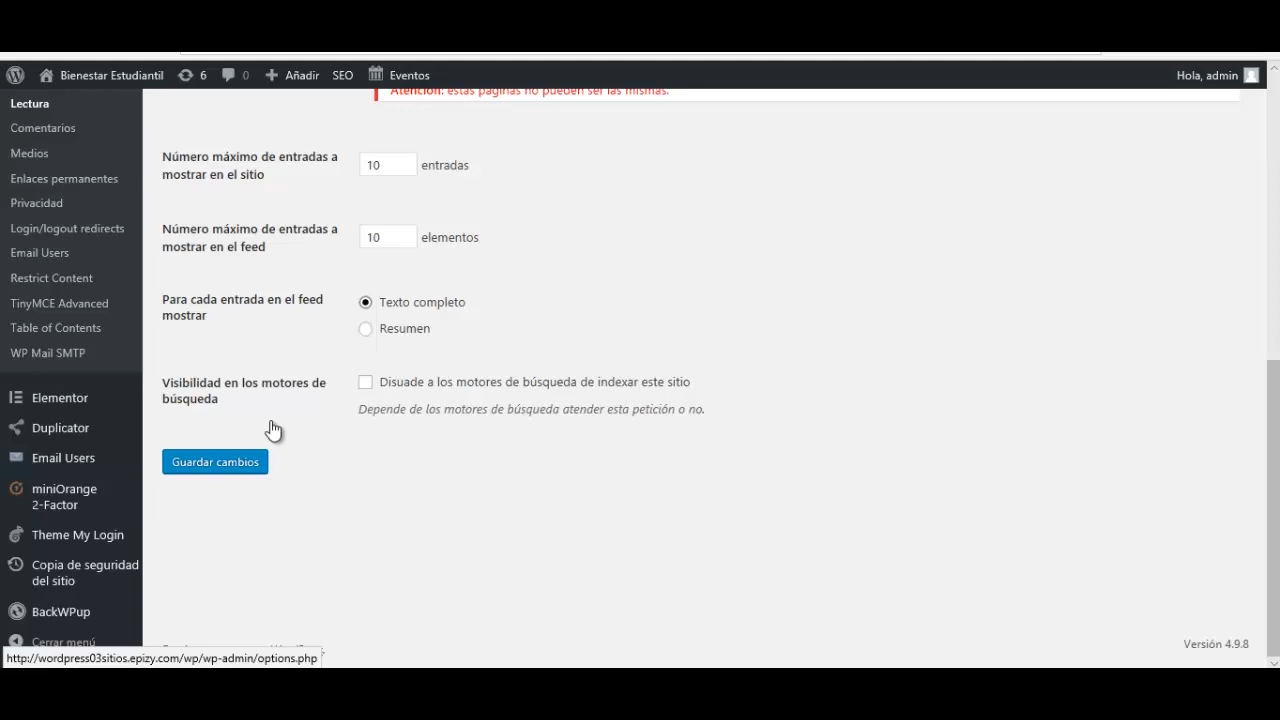 Bienestar Estudiantil
6
0
Añadir
SEO
Eventos
Hola, admin
Lectura
Comentarios
Medios
Enlaces permanentes
Privacidad
Login/logout redirects
Email Users
Restrict Content
TinyMCE Advanced
Table of Contents
WP Mail SMTP
Elementor
Duplicator
Email Users
miniOrange
2-Factor
Theme My Login
Copia de seguridad
del sitio
BackWPup
Cerrar menú
Atención: estas páginas no pueden ser las mismas.
Número máximo de entradas a
mostrar en el sitio
10 entradas
Número máximo de entradas a
mostrar en el feed
10 elementos
Para cada entrada en el feed
mostrar
Texto completo
Resumen
Visibilidad en los motores de
búsqueda
Disuade a los motores de búsqueda de indexar este sitio
Depende de los motores de búsqueda atender esta petición o no.
Guardar cambios
Versión 4.9.8
http://wordpress03sitios.epizy.com/wp/wp-admin/options.php